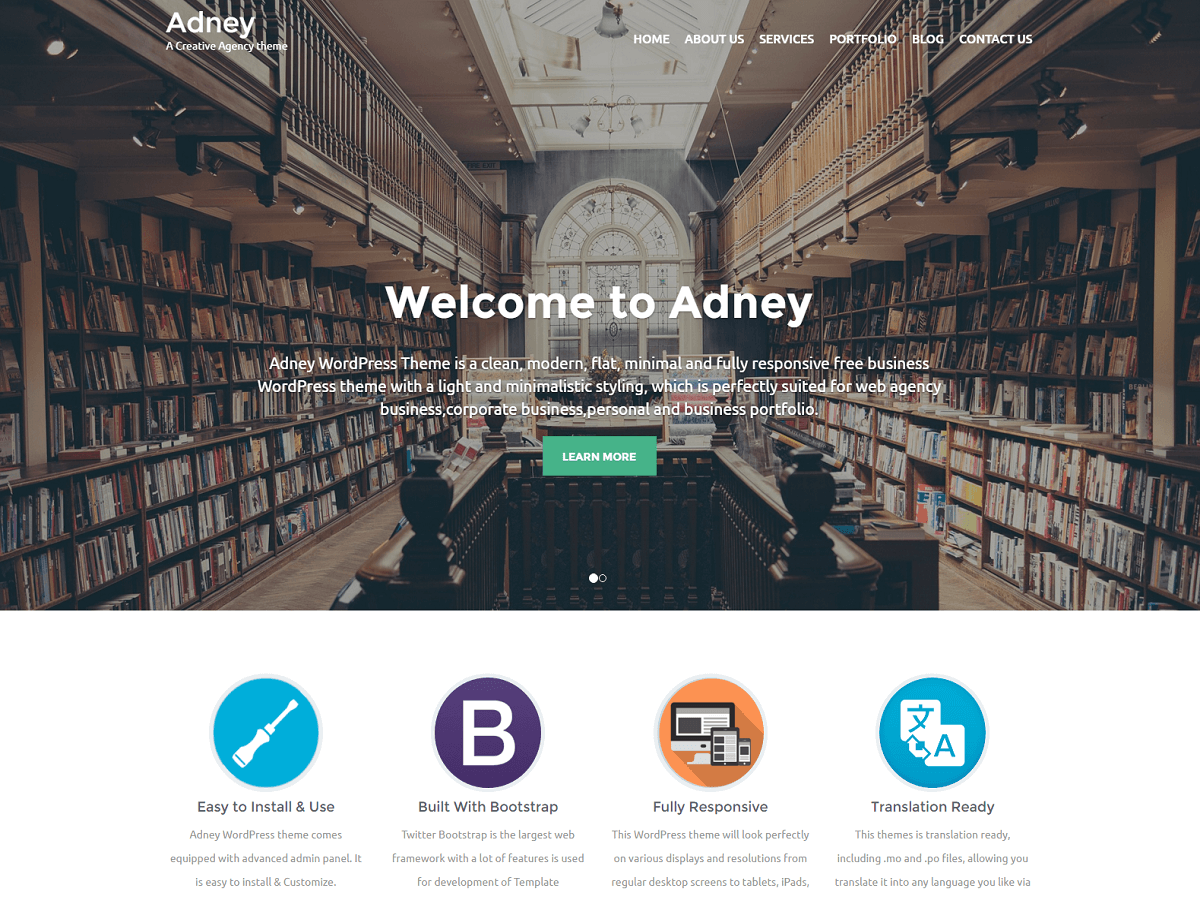 Adney
A Creative Agency theme
HOME ABOUT US SERVICES PORTFOLIO BLOG CONTACT US
Welcome to Adney
Adney WordPress Theme is a clean, modern, flat, minimal and fully responsive free business
WordPress theme with a light and minimalistic styling, which is perfectly suited for web agency
business,corporate business,personal and business portfolio.
LEARN MORE
B
文
A
Easy to Install & Use
Adney WordPress theme comes
equipped with advanced admin panel. It
is easy to install & Customize.
Built With Bootstrap
Twitter Bootstrap is the largest web
framework with a lot of features is used
for development of Template
Fully Responsive
This WordPress theme will look perfectly
on various displays and resolutions from
regular desktop screens to tablets, iPads,
Translation Ready
This themes is translation ready,
including .mo and .po files, allowing you
translate it into any language you like via